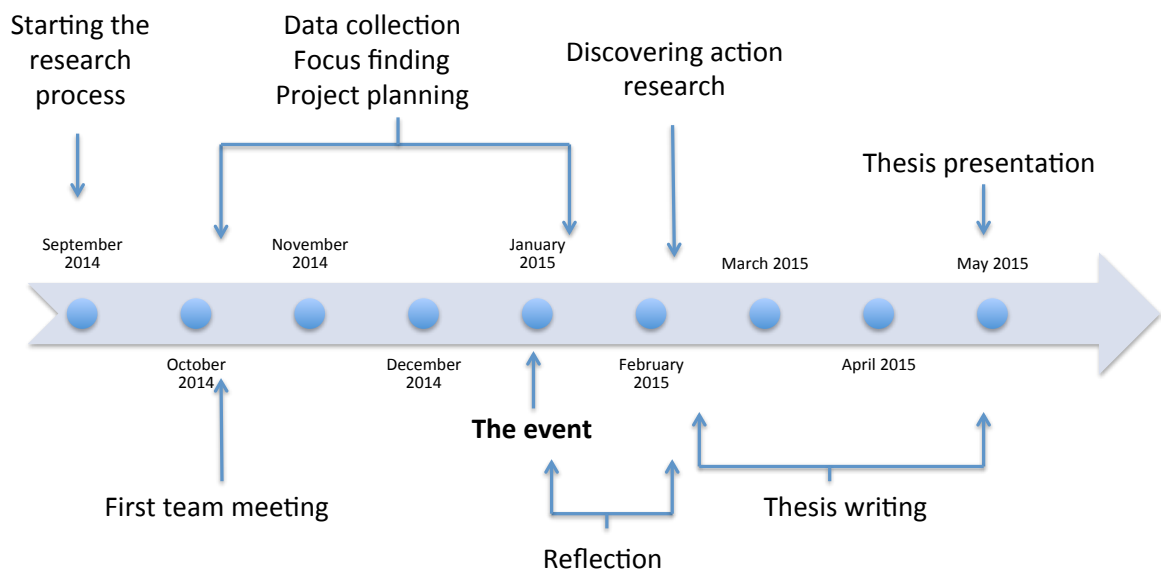 Starting the
research
process
Data collection
Focus finding
Project planning
Discovering action
research
Thesis presentation
September
2014
November
2014
January
2015
March 2015
May 2015
October
2014
December
2014
February
2015
April 2015
The event
First team meeting
Thesis writing
Reflection